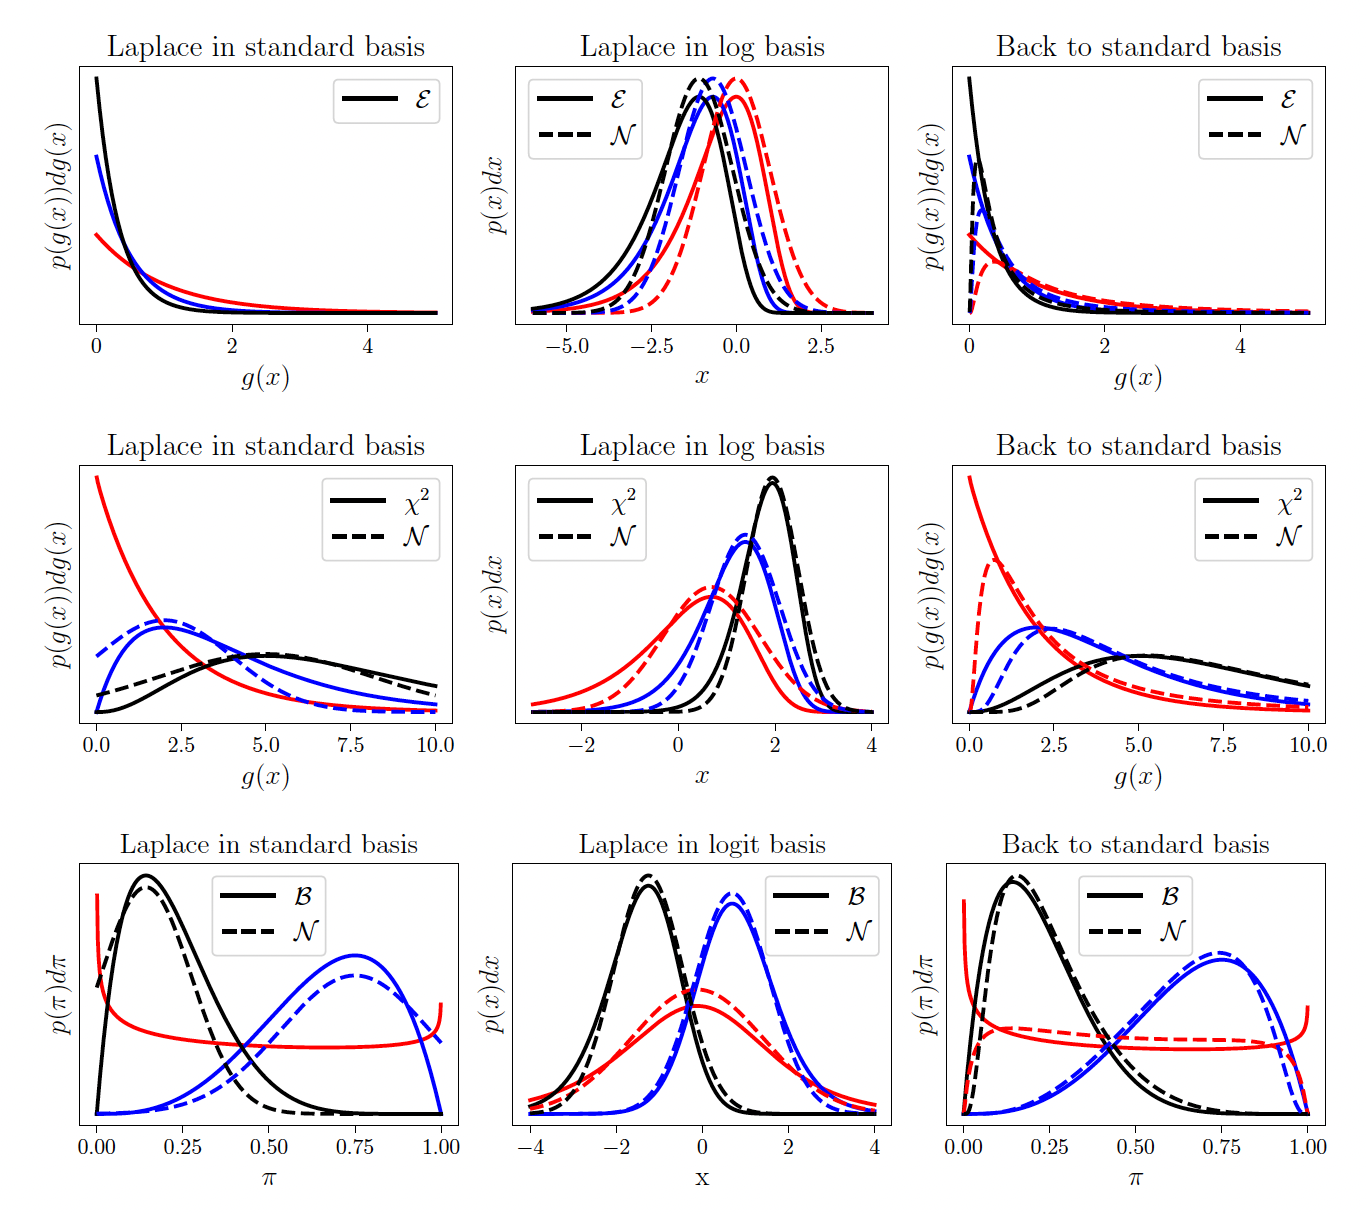 Laplace in standard basis
Laplace in log basis
Back to standard basis
p(g(x))dg(x)
ℰ
0 2 4
g(x)
p(x)dx
ℰ
𝒩
−5.0 −2.5 0.0 2.5
x
p(g(x))dg(x)
ℰ
𝒩
0 2 4
g(x)
Laplace in standard basis
Laplace in log basis
Back to standard basis
p(g(x))dg(x)
χ²
𝒩
0.0 2.5 5.0 7.5 10.0
g(x)
p(x)dx
χ²
𝒩
−2 0 2 4
x
p(g(x))dg(x)
χ²
𝒩
0.0 2.5 5.0 7.5 10.0
g(x)
Laplace in standard basis
Laplace in logit basis
Back to standard basis
p(π)dπ
ℬ
𝒩
0.00 0.25 0.50 0.75 1.00
π
p(x)dx
ℬ
𝒩
−4 −2 0 2 4
x
p(π)dπ
ℬ
𝒩
0.00 0.25 0.50 0.75 1.00
π